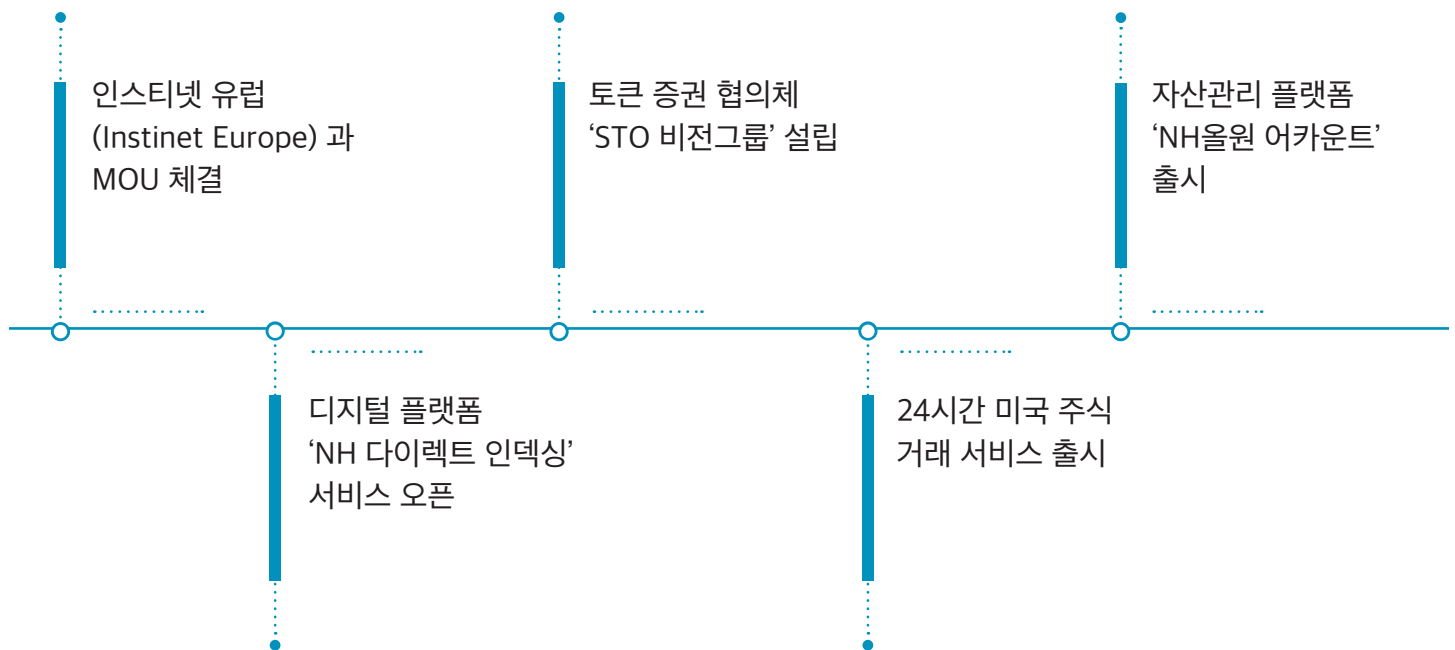 인스티넷 유럽
(Instinet Europe) 과
MOU 체결
디지털 플랫폼
‘NH 다이렉트 인덱싱’
서비스 오픈
토큰 증권 협의체
‘STO 비전그룹’ 설립
24시간 미국 주식
거래 서비스 출시
자산관리 플랫폼
‘NH올원 어카운트’
출시